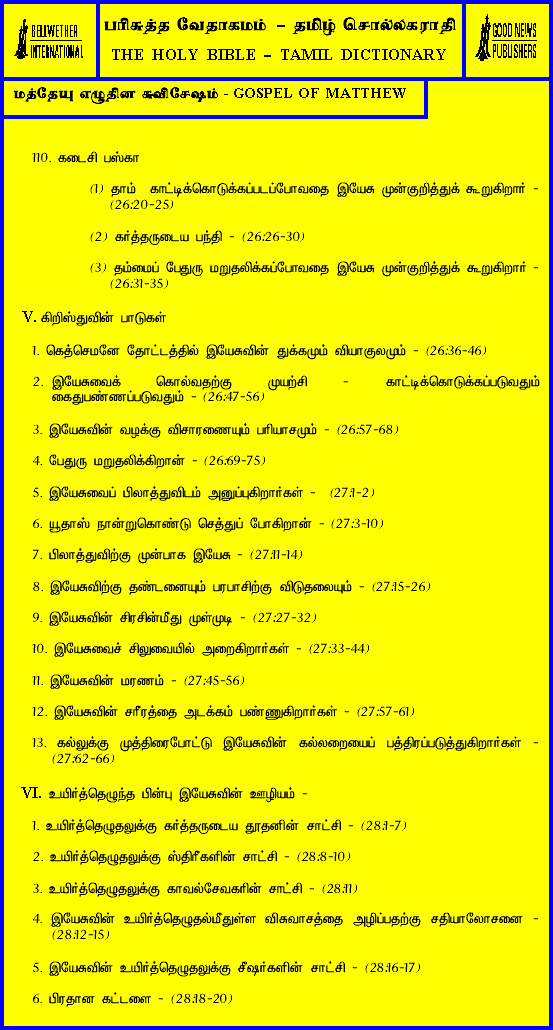 BELLWETHER
INTERNATIONAL
பரிசுத்த வேதாகமம் – தமிழ் சொல்லகராதி
THE HOLY BIBLE – TAMIL DICTIONARY
GOOD NEWS
PUBLISHERS
மத்தேயு எழுதின சுவிசேஷம் - GOSPEL OF MATTHEW
110. கடைசி பஸ்கா
(1) தாம் காட்டிக்கொடுக்கப்படப்போவதை இயேசு முன்குறித்துக் கூறுகிறார் -
(26:20-25)
(2) கர்த்தருடைய பந்தி - (26:26-30)
(3) தம்மைப் பேதுரு மறுதலிக்கப்போவதை இயேசு முன்குறித்துக் கூறுகிறார் -
(26:31-35)
V. கிறிஸ்துவின் பாடுகள்
1. கெத்செமனே தோட்டத்தில் இயேசுவின் துக்கமும் வியாகுலமும் - (26:36-46)
2. இயேசுவைக் கொல்வதற்கு முயற்சி - காட்டிக்கொடுக்கப்படுவதும்
கைதுபண்ணப்படுவதும் - (26:47-56)
3. இயேசுவின் வழக்கு விசாரணையும் பரியாசமும் - (26:57-68)
4. பேதுரு மறுதலிக்கிறான் - (26:69-75)
5. இயேசுவைப் பிலாத்துவிடம் அனுப்புகிறார்கள் - (27:1-2)
6. யூதாஸ் நான்றுகொண்டு செத்துப் போகிறான் - (27:3-10)
7. பிலாத்துவிற்கு முன்பாக இயேசு - (27:11-14)
8. இயேசுவிற்கு தண்டனையும் பரபாசிற்கு விடுதலையும் - (27:15-26)
9. இயேசுவின் சிரசின்மீது முள்முடி - (27:27-32)
10. இயேசுவைச் சிலுவையில் அறைகிறார்கள் - (27:33-44)
11. இயேசுவின் மரணம் - (27:45-56)
12. இயேசுவின் சரீரத்தை அடக்கம் பண்ணுகிறார்கள் - (27:57-61)
13. கல்லுக்கு முத்திரைபோட்டு இயேசுவின் கல்லறையைப் பத்திரப்படுத்துகிறார்கள் -
(27:62-66)
VI. உயிர்த்தெழுந்த பின்பு இயேசுவின் ஊழியம் -
1. உயிர்த்தெழுதலுக்கு கர்த்தருடைய தூதனின் சாட்சி - (28:1-7)
2. உயிர்த்தெழுதலுக்கு ஸ்திரீகளின் சாட்சி - (28:8-10)
3. உயிர்த்தெழுதலுக்கு காவல்சேவகரின் சாட்சி - (28:11)
4. இயேசுவின் உயிர்த்தெழுதல்மீதுள்ள விசுவாசத்தை அழிப்பதற்கு சதியாலோசனை -
(28:12-15)
5. இயேசுவின் உயிர்த்தெழுதலுக்கு சீஷர்களின் சாட்சி - (28:16-17)
6. பிரதான கட்டளை - (28:18-20)